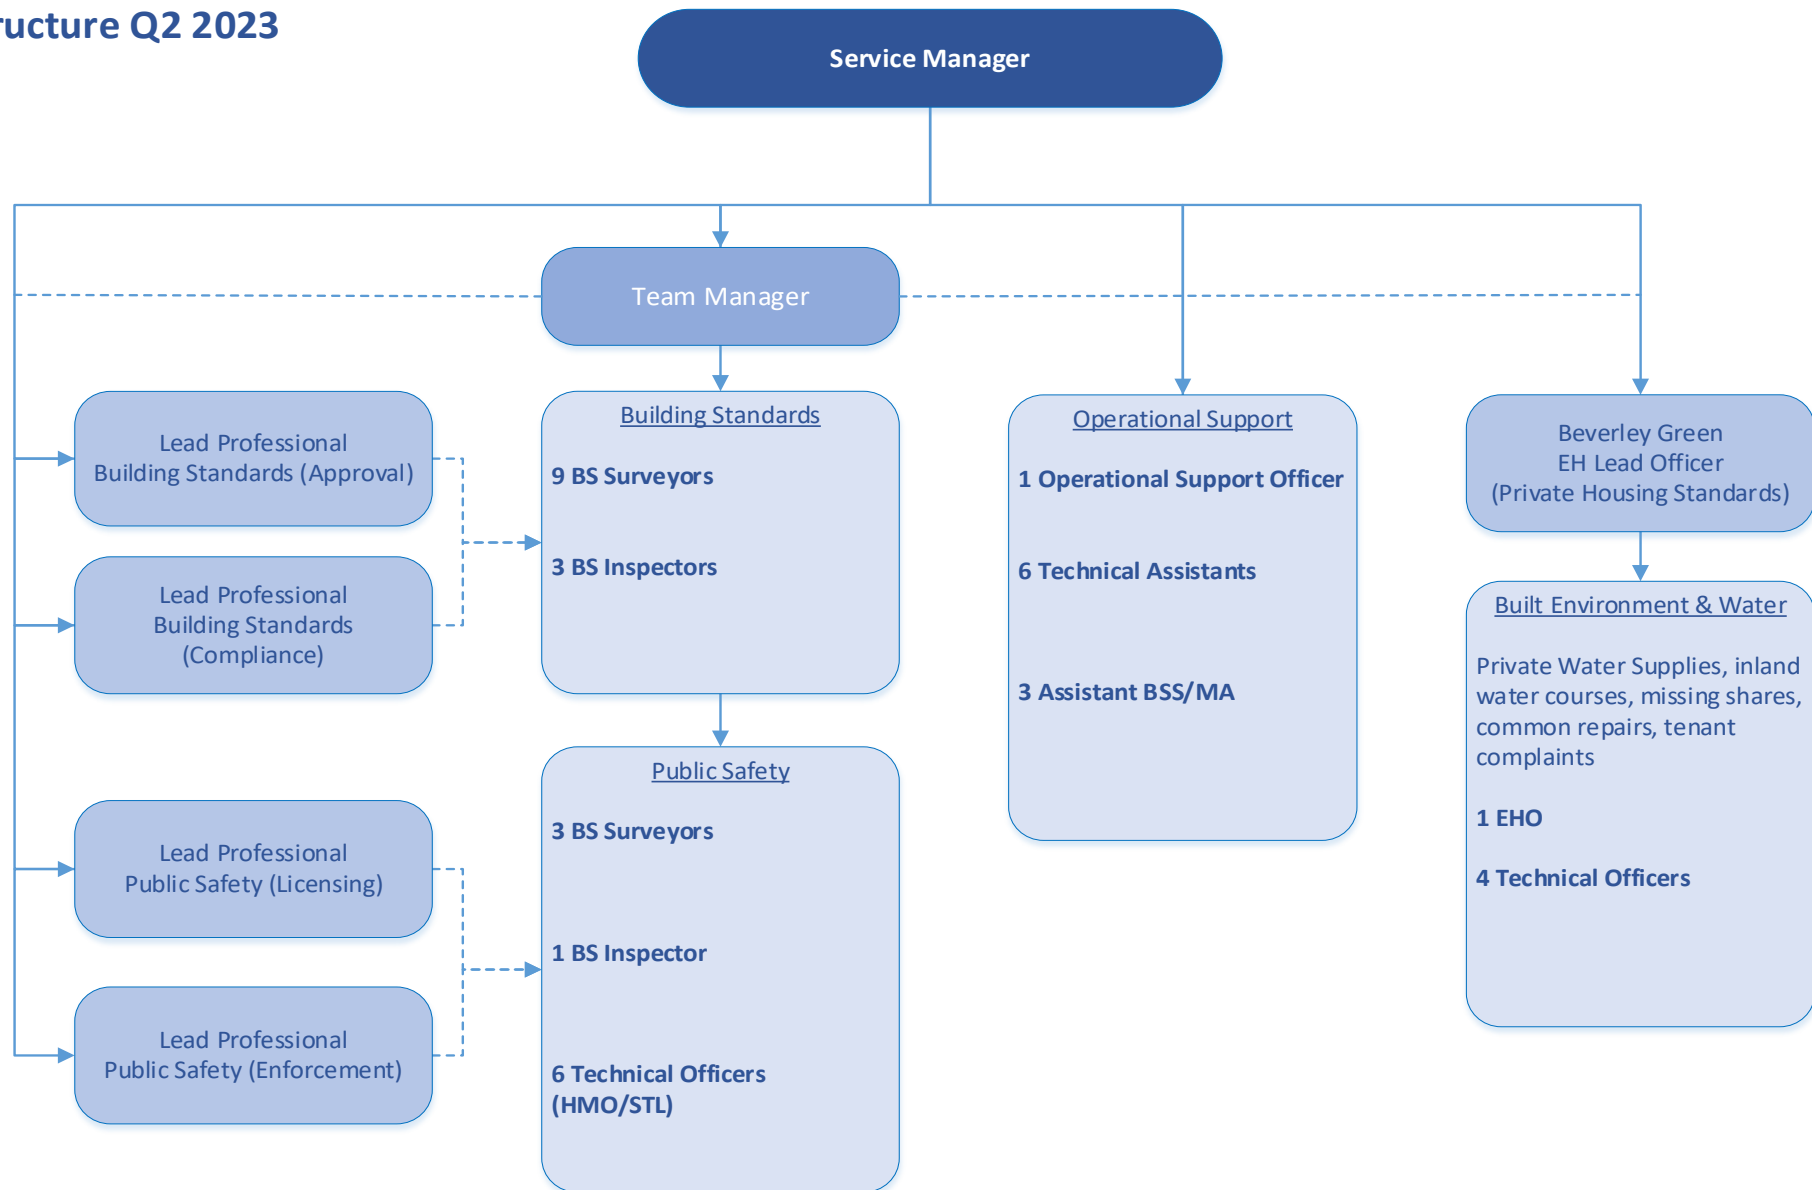 ructure Q2 2023
Service Manager
Team Manager
Lead Professional
Building Standards (Approval)
Lead Professional
Building Standards
(Compliance)
Lead Professional
Public Safety (Licensing)
Lead Professional
Public Safety (Enforcement)
Building Standards
9 BS Surveyors
3 BS Inspectors
Public Safety
3 BS Surveyors
1 BS Inspector
6 Technical Officers
(HMO/STL)
Operational Support
1 Operational Support Officer
6 Technical Assistants
3 Assistant BSS/MA
Beverley Green
EH Lead Officer
(Private Housing Standards)
Built Environment & Water
Private Water Supplies, inland
water courses, missing shares,
common repairs, tenant
complaints
1 EHO
4 Technical Officers